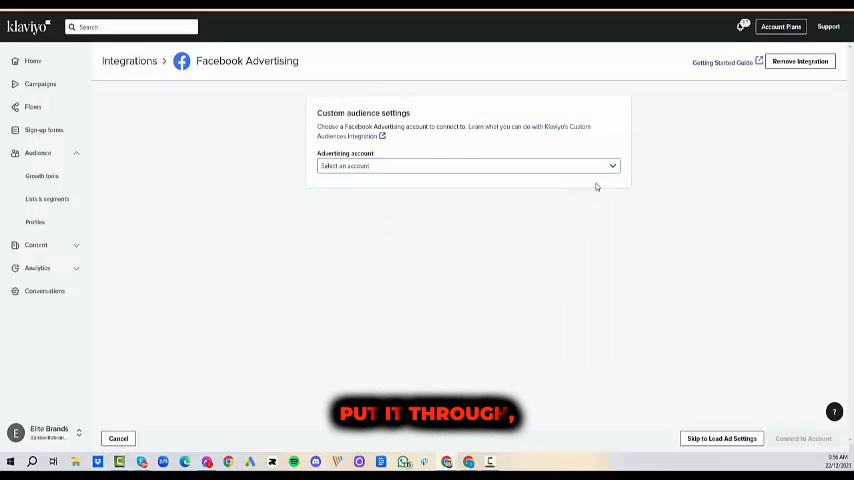 klaviyo
Search
Account Plans
Support
Integrations > Facebook Advertising
Getting Started Guide
Remove Integration
Home
Campaigns
Flows
Sign-up forms
Audience
Growth tools
Lists & segments
Profiles
Content
Analytics
Conversations
Custom audience settings
Choose a Facebook Advertising account to connect to. Learn what you can do with Klaviyo's Custom
Audiences Integration
Advertising account
Select an account
PUT IT THROUGH,
?
E
Elite Brands
Cancel
Skip to Lead Ad Settings
Connect to Account
9:56 AM
22/12/2023